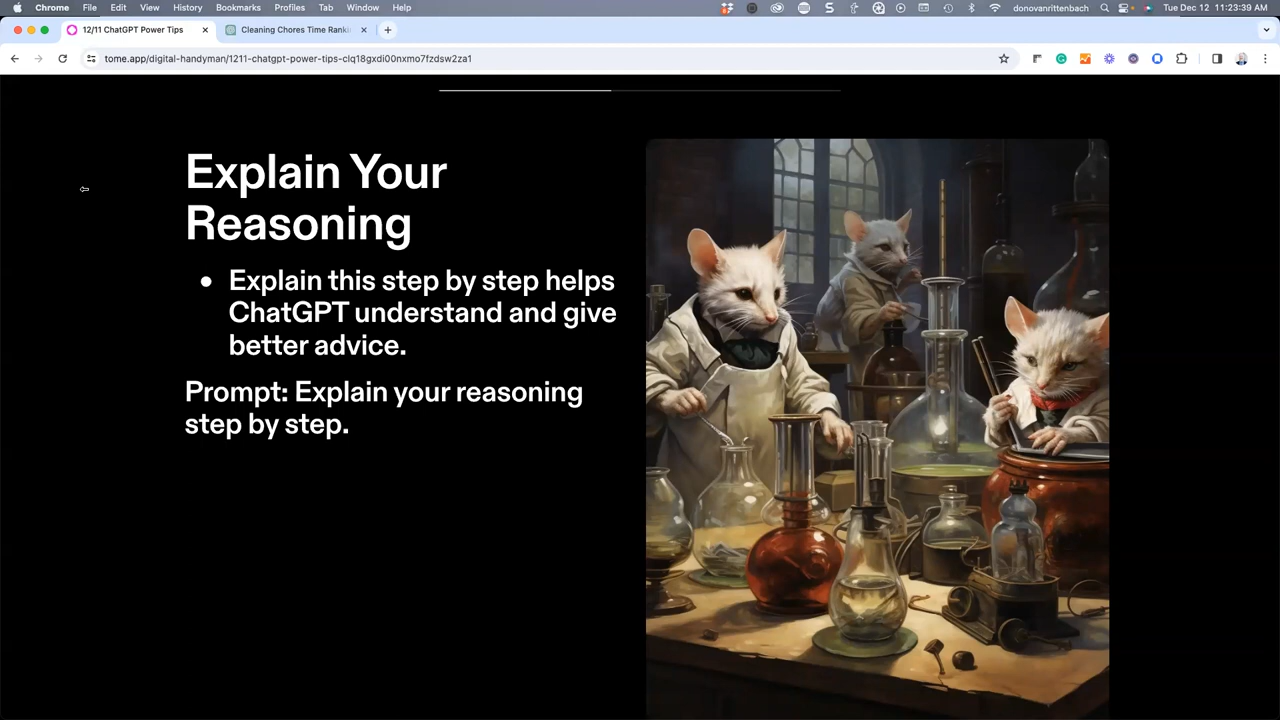 Chrome File Edit View History Bookmarks Profiles Tab Window Help donovanrittenbach Tue Dec 12 11:23:39 AM
12/11 ChatGPT Power Tips Cleaning Chores Time Ranki
tome.app/digital-handyman/1211-chatgpt-power-tips-clq18gxdi00nxmo7fzdsw2za1
Explain Your
Reasoning
• Explain this step by step helps
ChatGPT understand and give
better advice.
Prompt: Explain your reasoning
step by step.